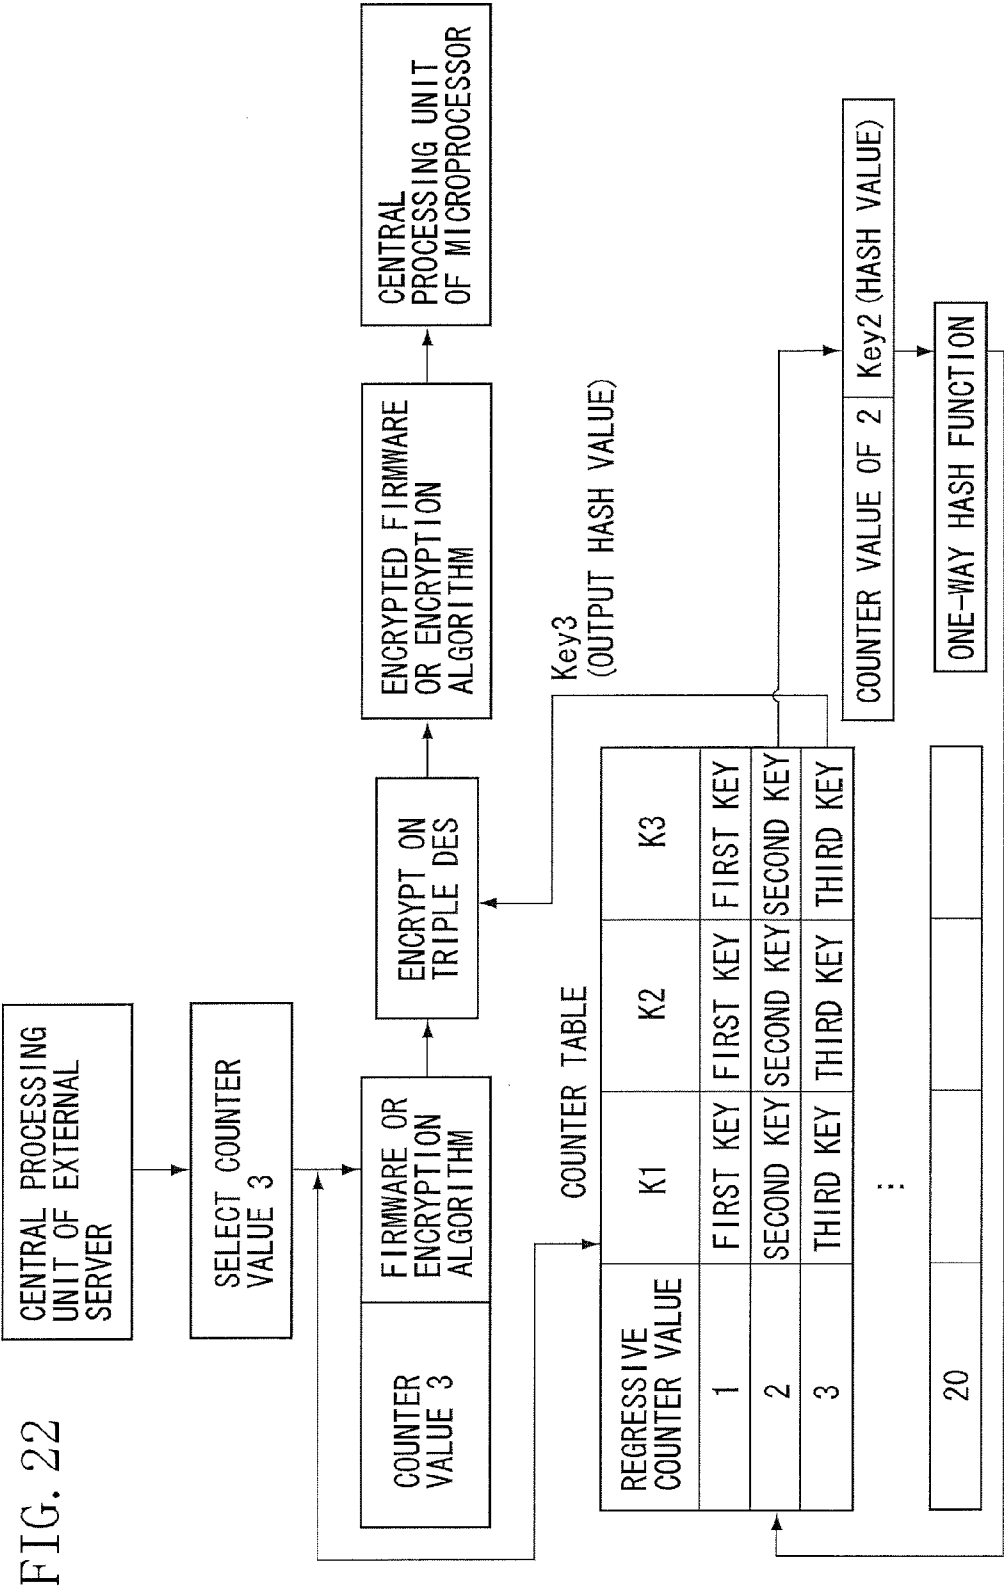 FIG. 22
CENTRAL PROCESSING
UNIT OF EXTERNAL
SERVER
SELECT COUNTER
VALUE 3
COUNTER
VALUE 3
FIRMWARE OR
ENCRYPTION
ALGORITHM
ENCRYPT ON
TRIPLE DES
ENCRYPTED FIRMWARE
OR ENCRYPTION
ALGORITHM
CENTRAL
PROCESSING UNIT
OF MICROPROCESSOR
Key3
(OUTPUT HASH VALUE)
COUNTER TABLE
REGRESSIVE
COUNTER VALUE
K1
K2
K3
1
FIRST KEY
FIRST KEY
FIRST KEY
2
SECOND KEY
SECOND KEY
SECOND KEY
3
THIRD KEY
THIRD KEY
THIRD KEY
...
20
COUNTER VALUE OF 2
Key2 (HASH VALUE)
ONE-WAY HASH FUNCTION